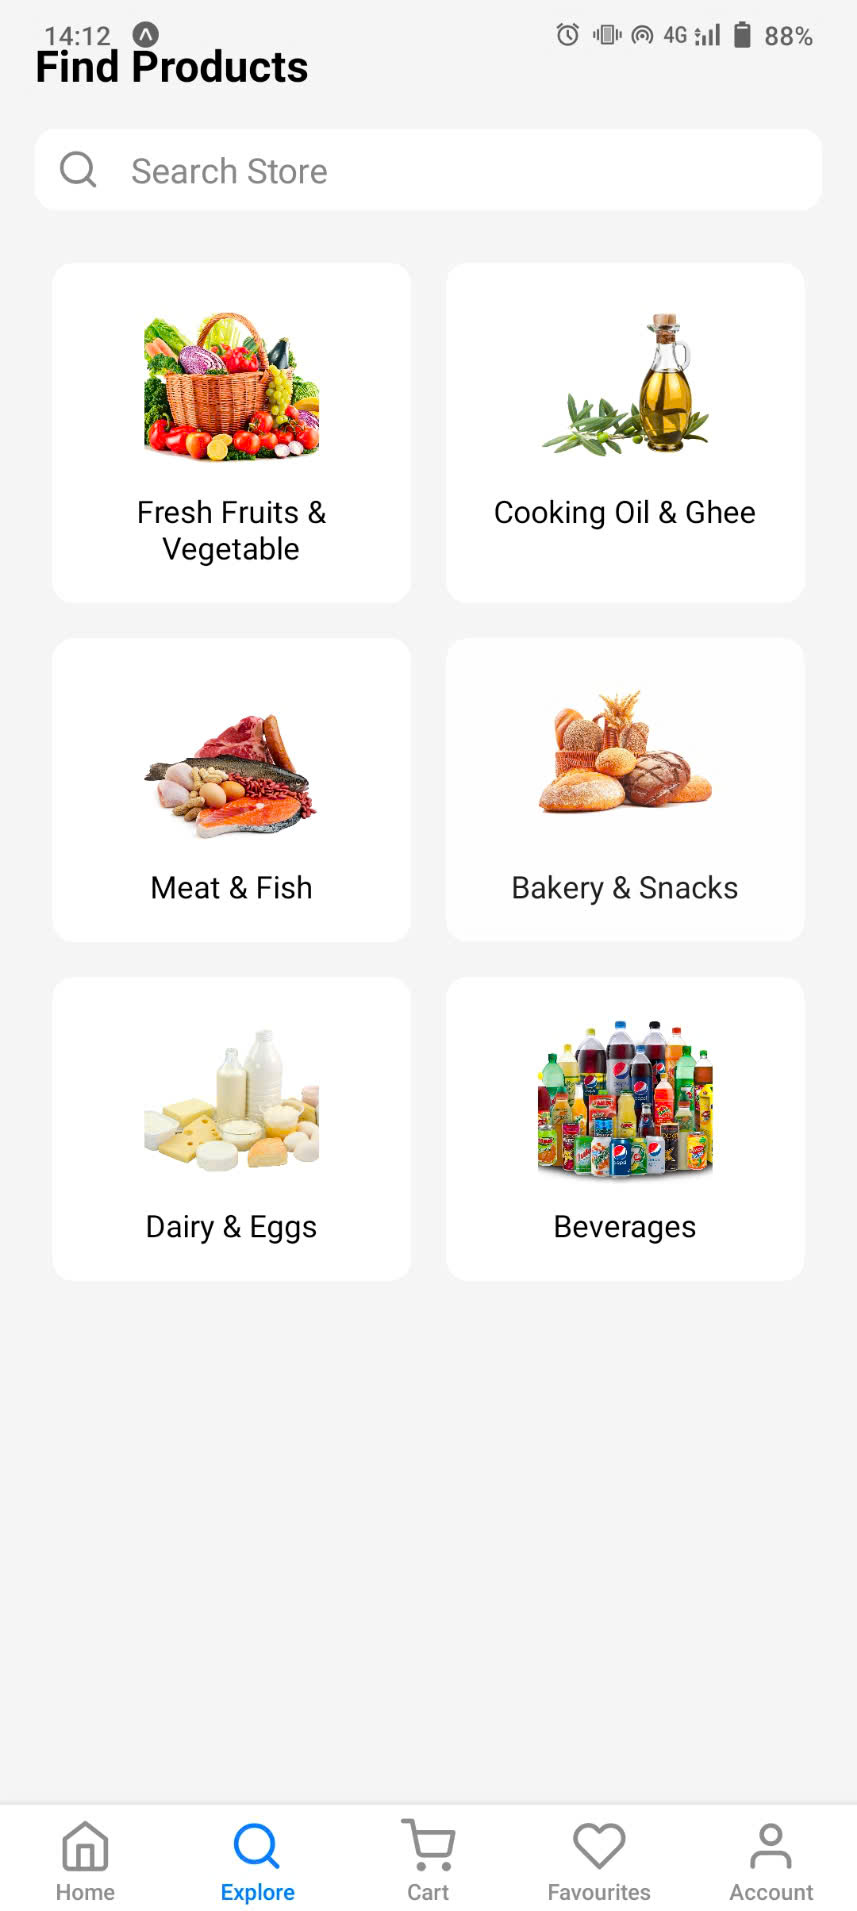 14:12 4G 88%
Find Products
Search Store
Fresh Fruits &
Vegetable
Cooking Oil & Ghee
Meat & Fish
Bakery & Snacks
Dairy & Eggs
Beverages
Home
Explore
Cart
Favourites
Account